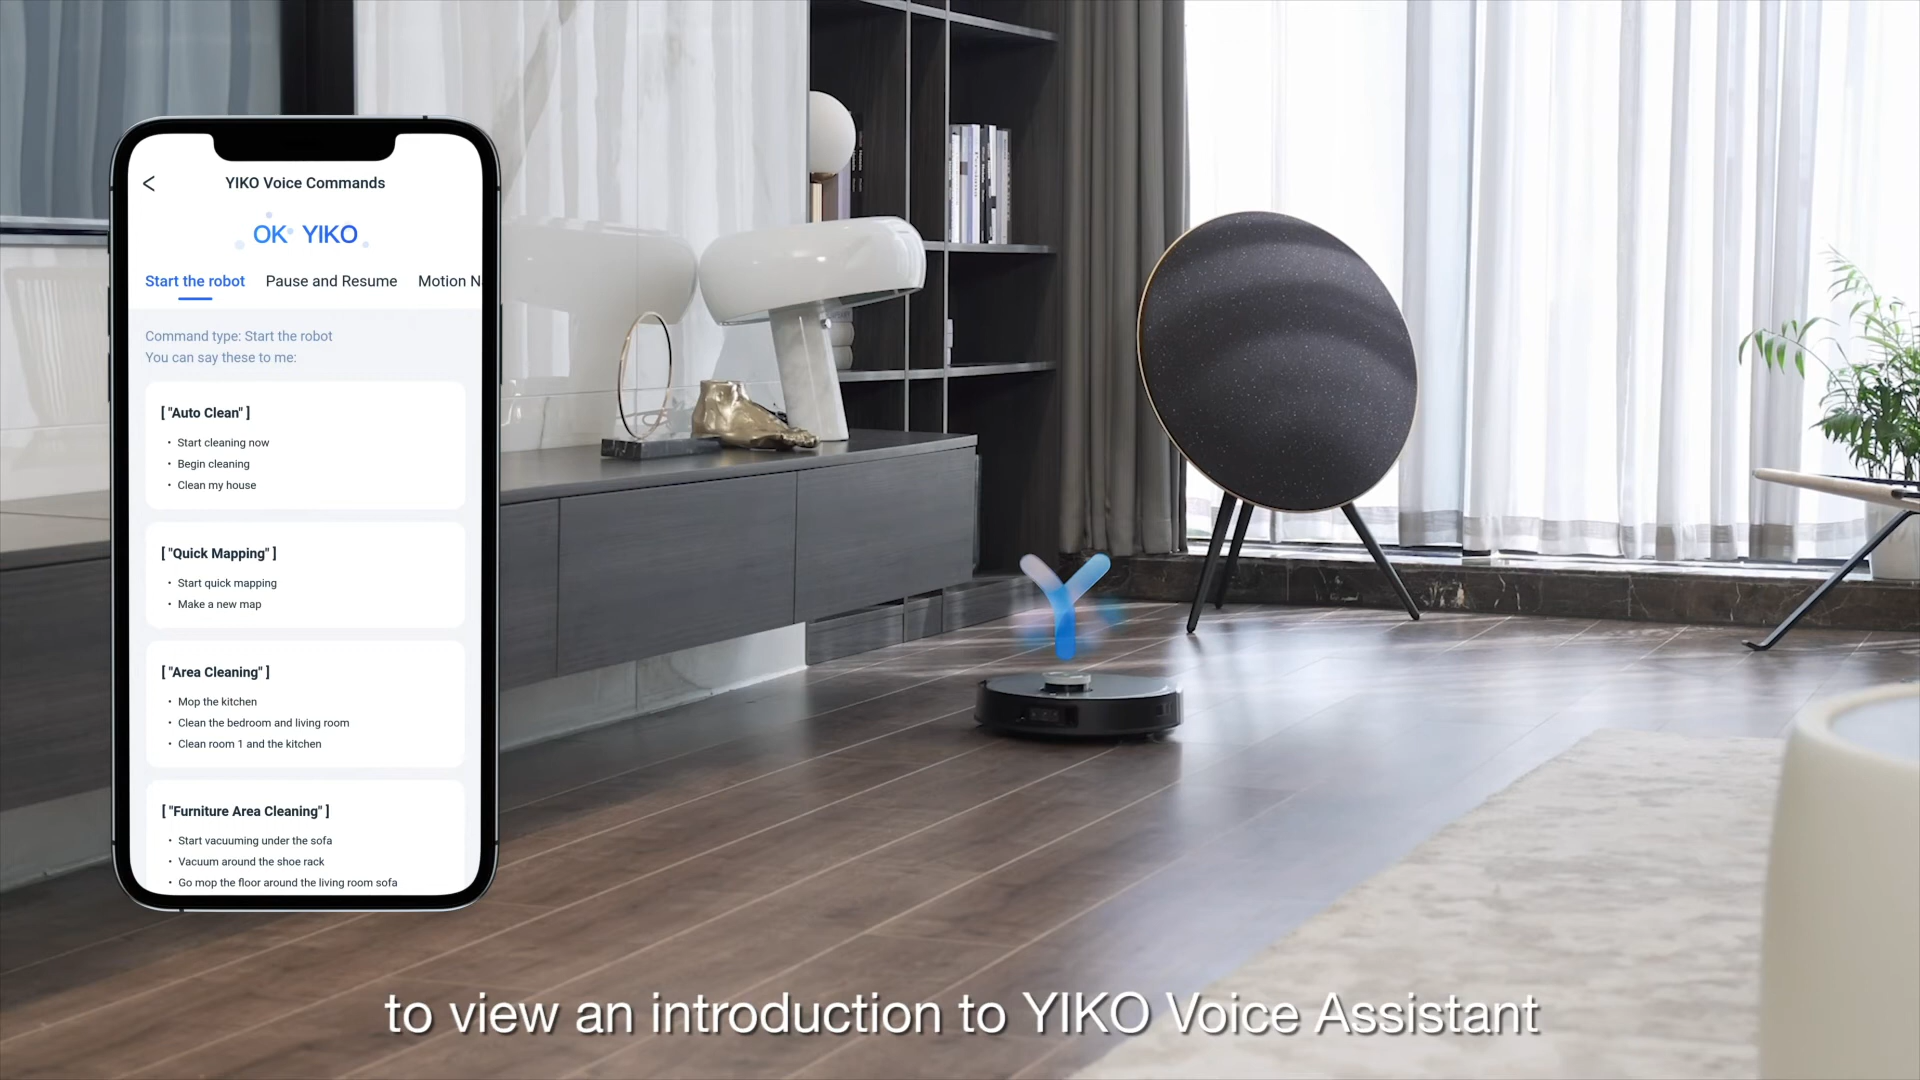 YIKO Voice Commands
OK YIKO
Start the robot Pause and Resume Motion N
Command type: Start the robot
You can say these to me:
[ "Auto Clean" ]
• Start cleaning now
• Begin cleaning
• Clean my house
[ "Quick Mapping" ]
• Start quick mapping
• Make a new map
[ "Area Cleaning" ]
• Mop the kitchen
• Clean the bedroom and living room
• Clean room 1 and the kitchen
[ "Furniture Area Cleaning" ]
• Start vacuuming under the sofa
• Vacuum around the shoe rack
• Go mop the floor around the living room sofa
to view an introduction to YIKO Voice Assistant